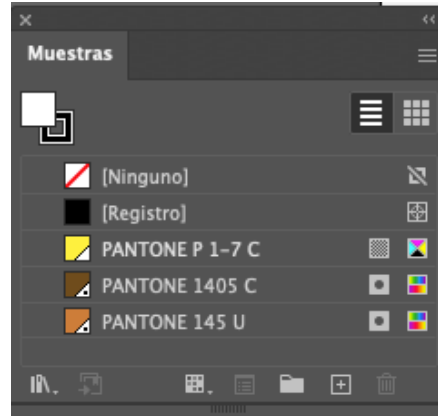 Muestras
[Ninguno]
[Registro]
PANTONE P 1-7 C
PANTONE 1405 C
PANTONE 145 U